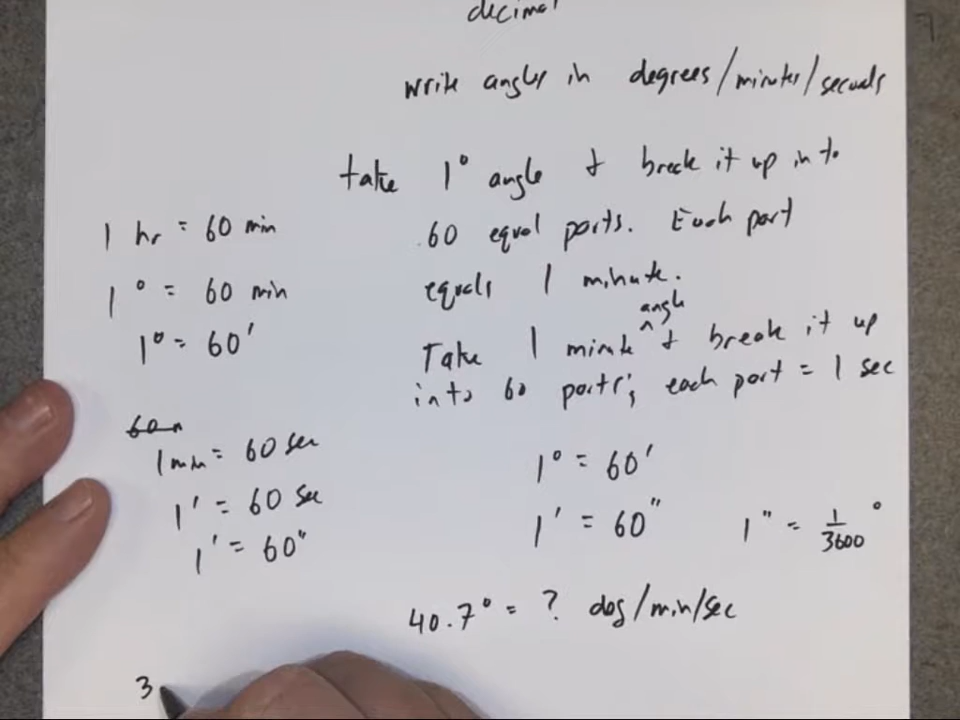 decimal
write angles in degrees/minutes/seconds
take 1° angle & break it up into
60 equal parts. Each part
equals 1 minute.
angle
Take 1 minute ^ & break it up
into 60 parts; each part = 1 sec
1° = 60'
1' = 60" 1" = 1/3600 °
40.7° = ? deg/min/sec
1 hr = 60 min
1° = 60 min
1° = 60'
1 min = 60 sec
1' = 60 sec
1' = 60"
3